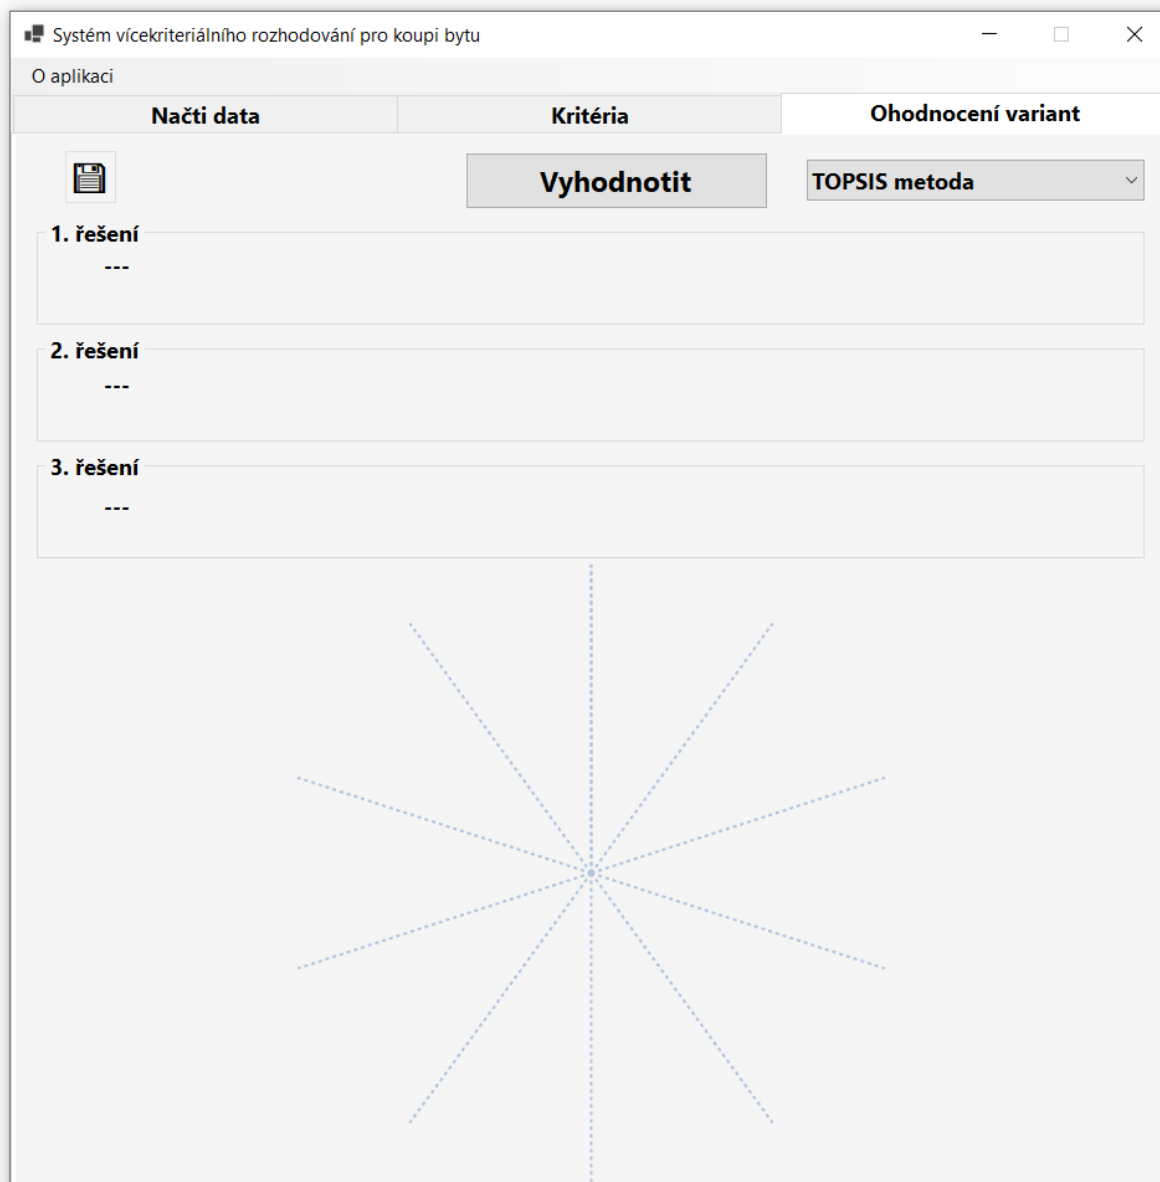 Systém vícekriteriálního rozhodování pro koupi bytu
O aplikaci
Načti data
Kritéria
Ohodnocení variant
Vyhodnotit
TOPSIS metoda
1. řešení
---
2. řešení
---
3. řešení
---